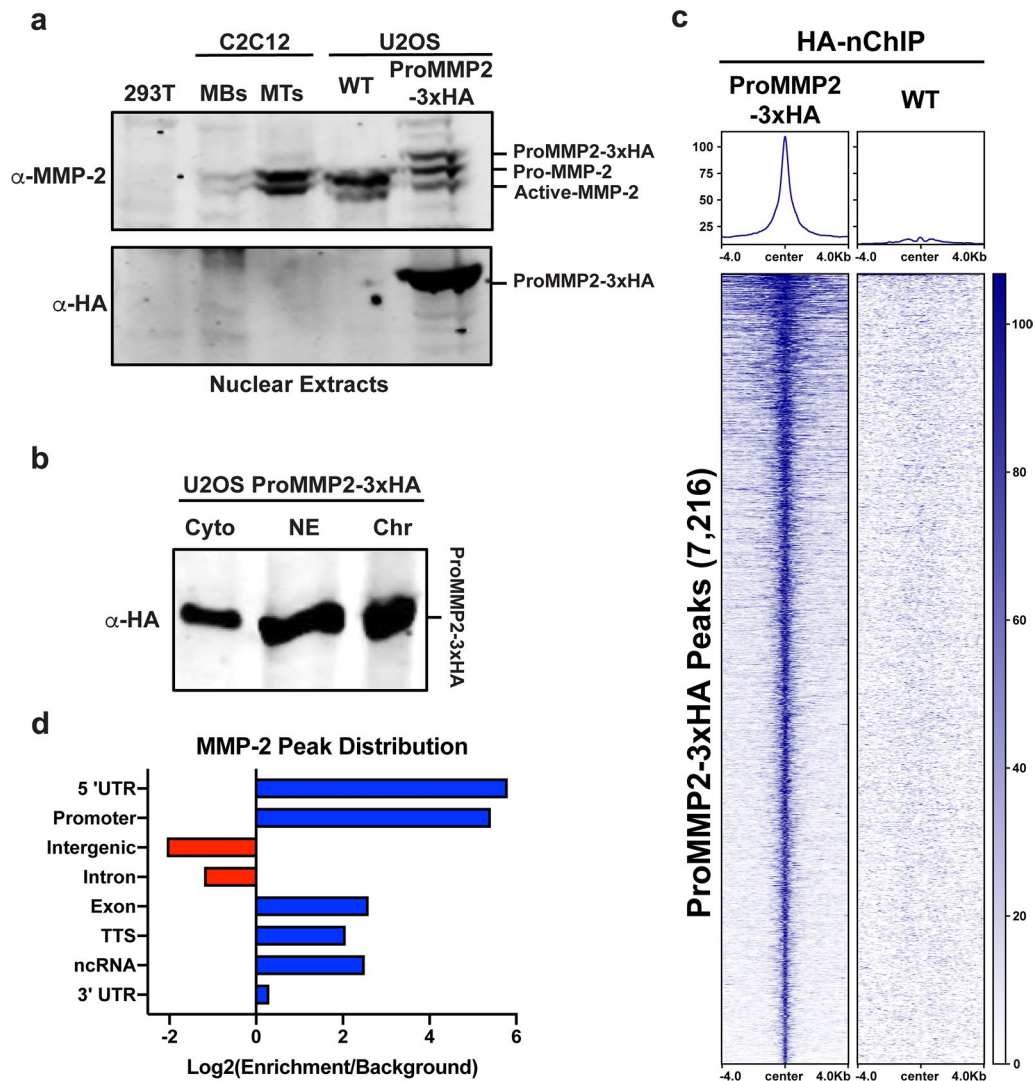 a
C2C12
U2OS
293T
MBs
MTs
WT
ProMMP2
-3xHA
α-MMP-2
ProMMP2-3xHA
Pro-MMP-2
Active-MMP-2
α-HA
ProMMP2-3xHA
Nuclear Extracts
b
U2OS ProMMP2-3xHA
Cyto
NE
Chr
α-HA
ProMMP2-3xHA
c
HA-nChIP
ProMMP2
-3xHA
WT
100
75
50
25
-4.0 center 4.0Kb
-4.0 center 4.0Kb
ProMMP2-3xHA Peaks (7,216)
100
80
60
40
20
0
-4.0 center 4.0Kb
-4.0 center 4.0Kb
d
MMP-2 Peak Distribution
5 'UTR
Promoter
Intergenic
Intron
Exon
TTS
ncRNA
3' UTR
-2 0 2 4 6
Log2(Enrichment/Background)